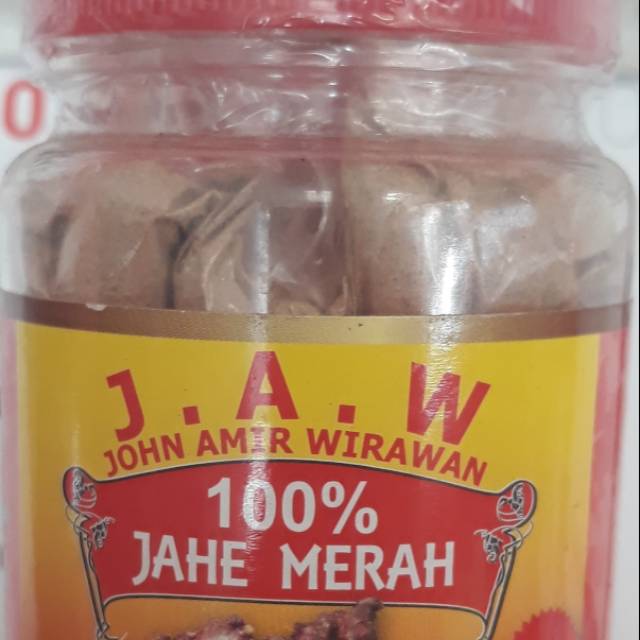 J.A.W
JOHN AMIR WIRAWAN
100%
JAHE MERAH